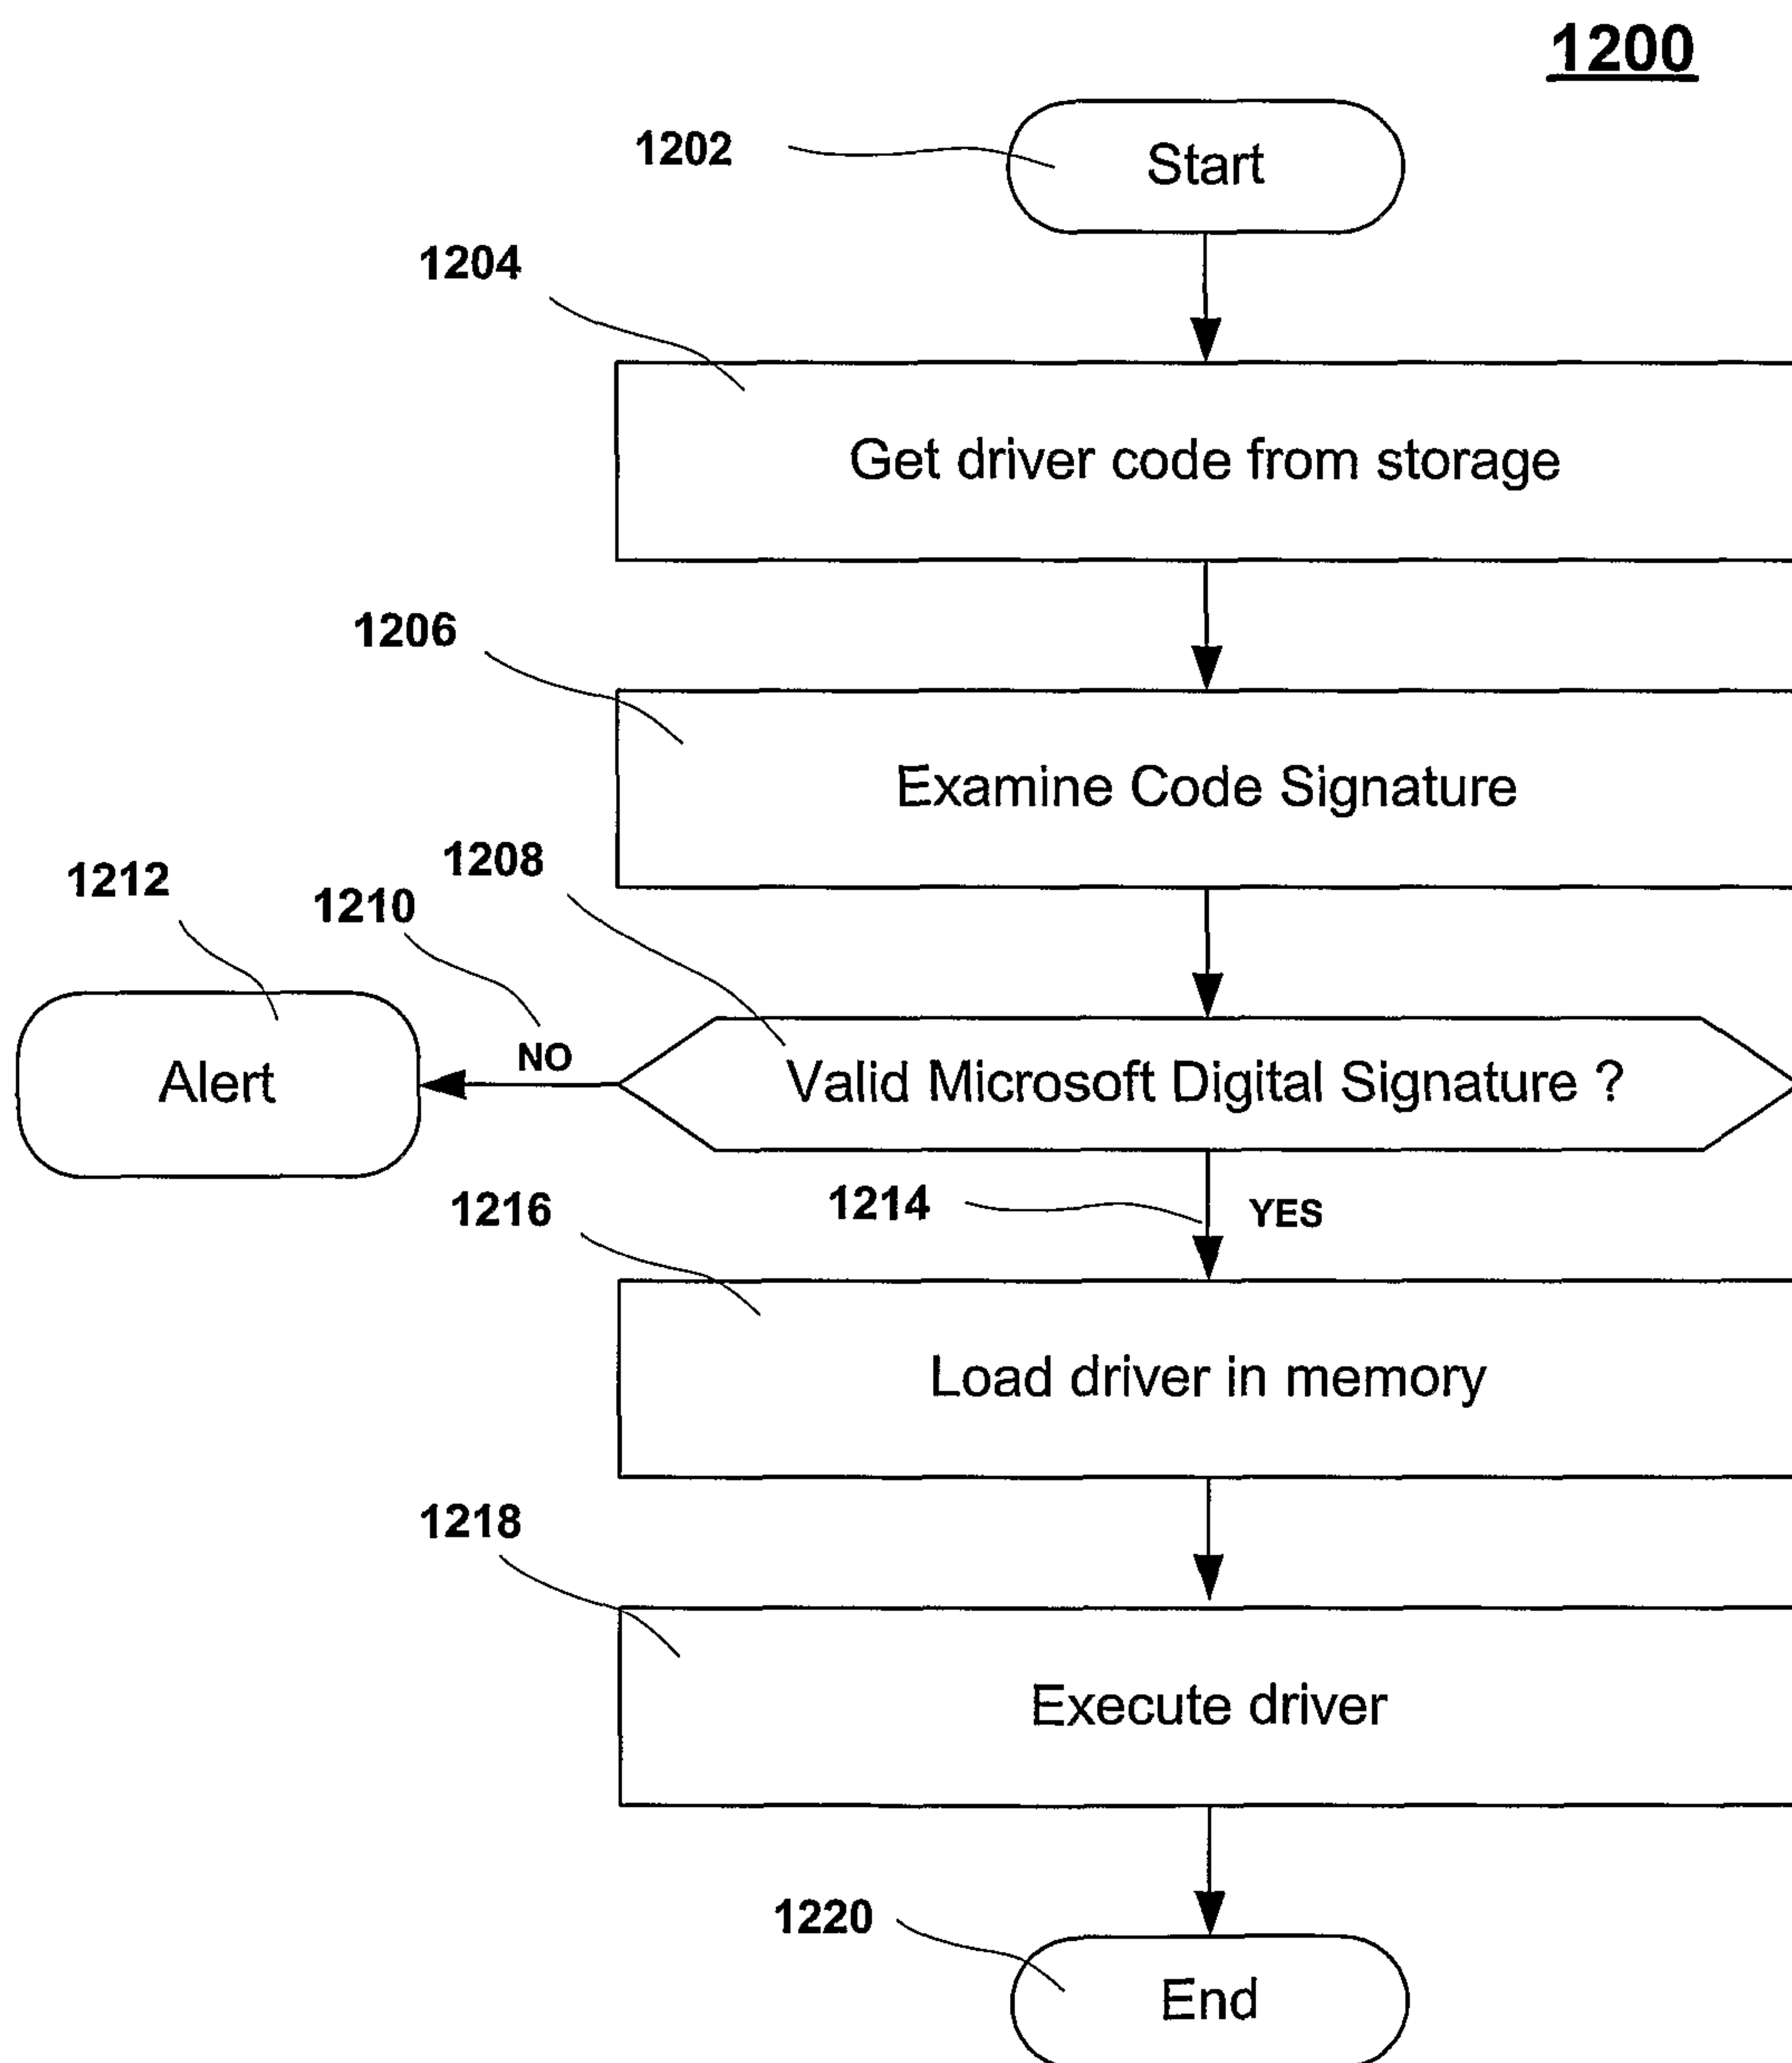 1200
1202
Start
1204
Get driver code from storage
1206
Examine Code Signature
1208
1212
1210
NO
Alert
Valid Microsoft Digital Signature ?
1216
1214
YES
Load driver in memory
1218
Execute driver
1220
End